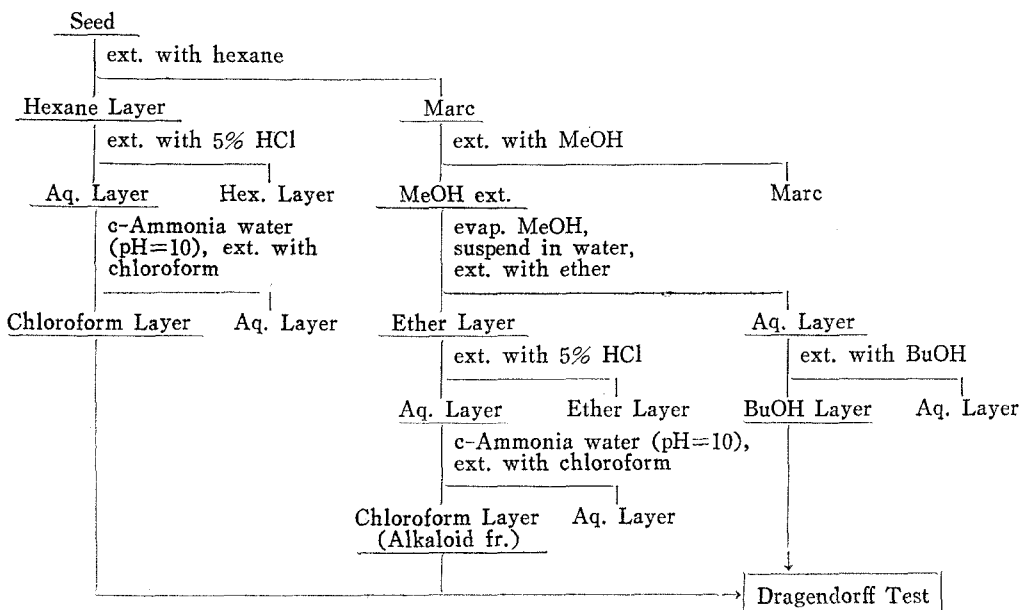 Seed
ext. with hexane
Hexane Layer Marc
ext. with 5% HCl ext. with MeOH
Aq. Layer Hex. Layer MeOH ext. Marc
c-Ammonia water evap. MeOH,
(pH=10), ext. with suspend in water,
chloroform ext. with ether
Chloroform Layer Aq. Layer Ether Layer Aq. Layer
ext. with 5% HCl ext. with BuOH
Aq. Layer Ether Layer BuOH Layer Aq. Layer
c-Ammonia water (pH=10),
ext. with chloroform
Chloroform Layer Aq. Layer
(Alkaloid fr.)
Dragendorff Test